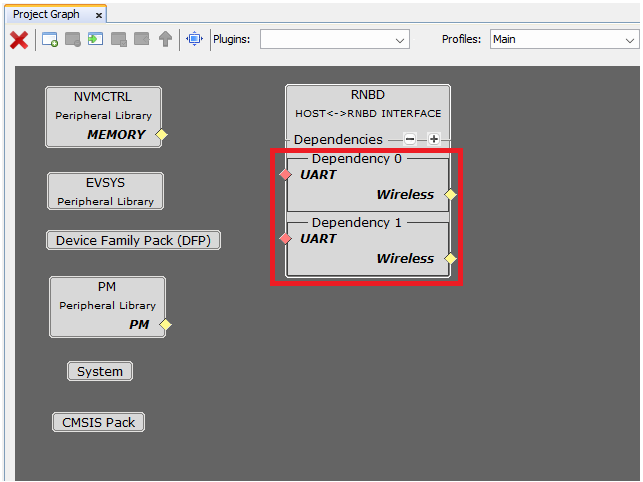 Project Graph
Plugins:
Profiles: Main
NVMCTRL
Peripheral Library
MEMORY
EVSYS
Peripheral Library
Device Family Pack (DFP)
PM
Peripheral Library
PM
System
CMSIS Pack
RNBD
HOST<->RNBD INTERFACE
Dependencies
Dependency 0
UART
Wireless
Dependency 1
UART
Wireless